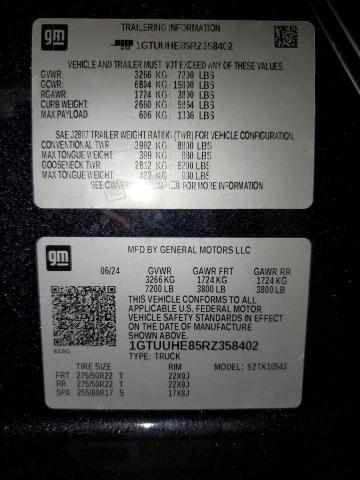 gm
TRAILERING INFORMATION
1GTUUHE85RZ358402
VEHICLE AND TRAILER MUST NOT EXCEED ANY OF THESE VALUES.
GVWR: 3266 KG / 7200 LBS
GCWR: 6804 KG / 15000 LBS
RGAWR: 1724 KG / 3800 LBS
CURB WEIGHT: 2660 KG / 5864 LBS
MAX PAYLOAD: 606 KG / 1336 LBS
SAE J2807 TRAILER WEIGHT RATING (TWR) FOR VEHICLE CONFIGURATION.
CONVENTIONAL TWR: 3992 KG / 8800 LBS
MAX TONGUE WEIGHT: 399 KG / 880 LBS
GOOSENECK TWR: 2812 KG / 6200 LBS
MAX TONGUE WEIGHT: 422 KG / 930 LBS
SEE OWNER'S FOR MORE INFORMATION
gm
MFD BY GENERAL MOTORS LLC
06/24 GVWR GAWR FRT GAWR RR
3266 KG 1724 KG 1724 KG
7200 LB 3800 LB 3800 LB
THIS VEHICLE CONFORMS TO ALL
APPLICABLE U.S. FEDERAL MOTOR
VEHICLE SAFETY STANDARDS IN EFFECT
ON THE DATE OF MANUFACTURE
SHOWN ABOVE.
1GTUUHE85RZ358402
TYPE: TRUCK
TIRE SIZE RIM MODEL: 52TK10543
FRT 275/50R22 T 22X9J
RR 275/50R22 T 22X9J
SPA 255/80R17 S 17X8J